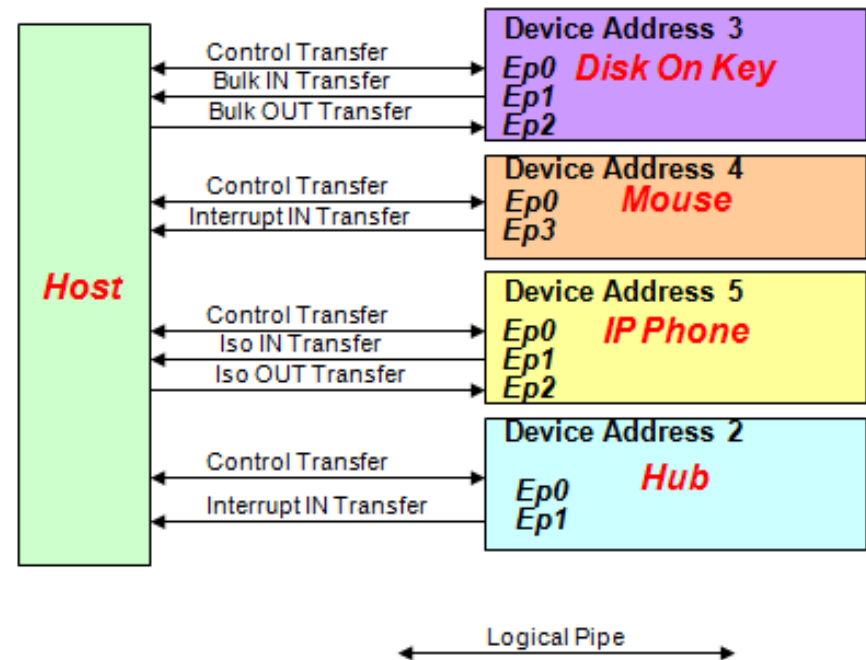 Device Address 3
Control Transfer
Ep0 Disk On Key
Bulk IN Transfer
Ep1
Bulk OUT Transfer
Ep2
Device Address 4
Control Transfer
Ep0 Mouse
Interrupt IN Transfer
Ep3
Host
Device Address 5
Control Transfer
Ep0 IP Phone
Iso IN Transfer
Ep1
Iso OUT Transfer
Ep2
Device Address 2
Control Transfer
Ep0 Hub
Interrupt IN Transfer
Ep1
Logical Pipe